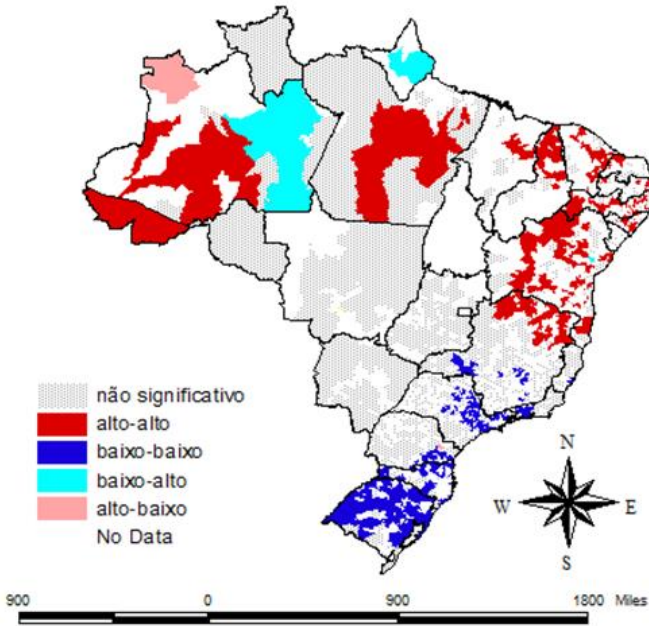 não significativo
alto-alto
baixo-baixo
baixo-alto
alto-baixo
No Data
N
W E
S
900 0 900 1800 Miles